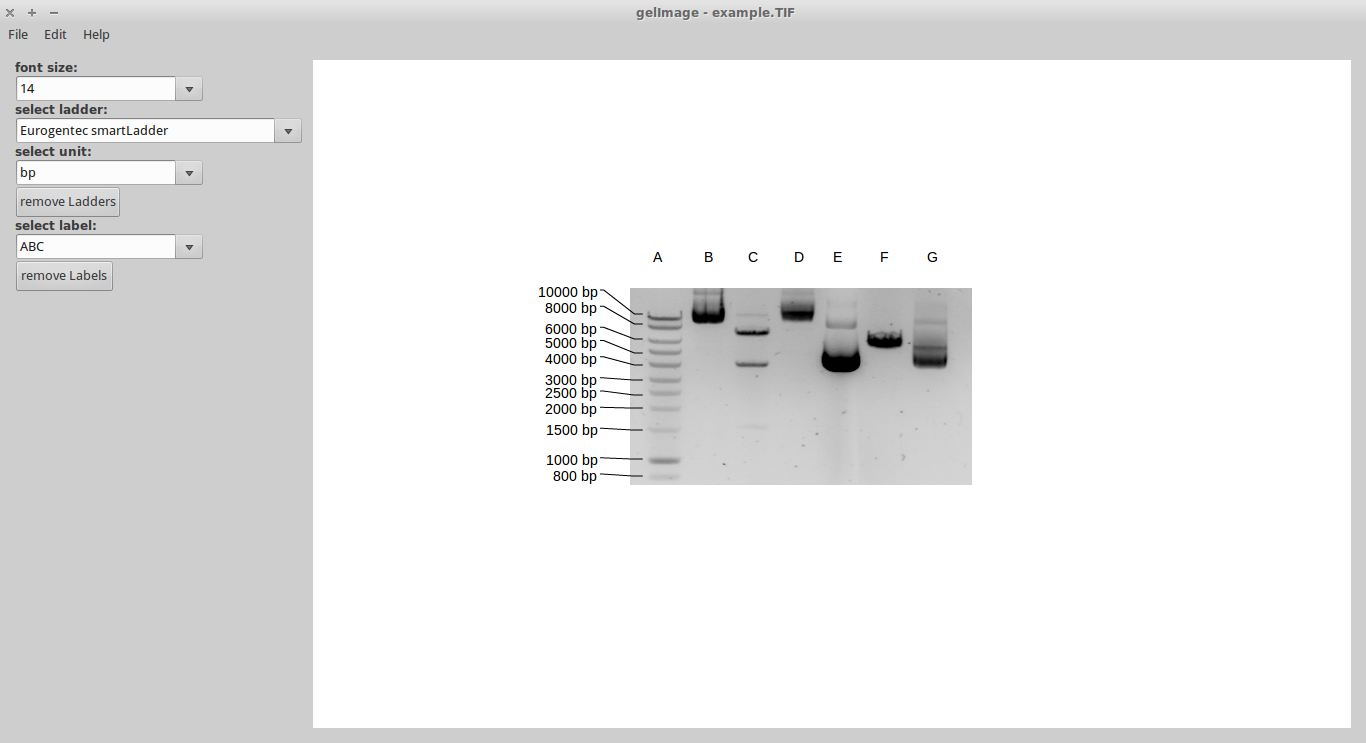 gelImage - example.TIF
File Edit Help
font size:
14
select ladder:
Eurogentec smartLadder
select unit:
bp
remove Ladders
select label:
ABC
remove Labels
A B C D E F G
10000 bp
8000 bp
6000 bp
5000 bp
4000 bp
3000 bp
2500 bp
2000 bp
1500 bp
1000 bp
800 bp